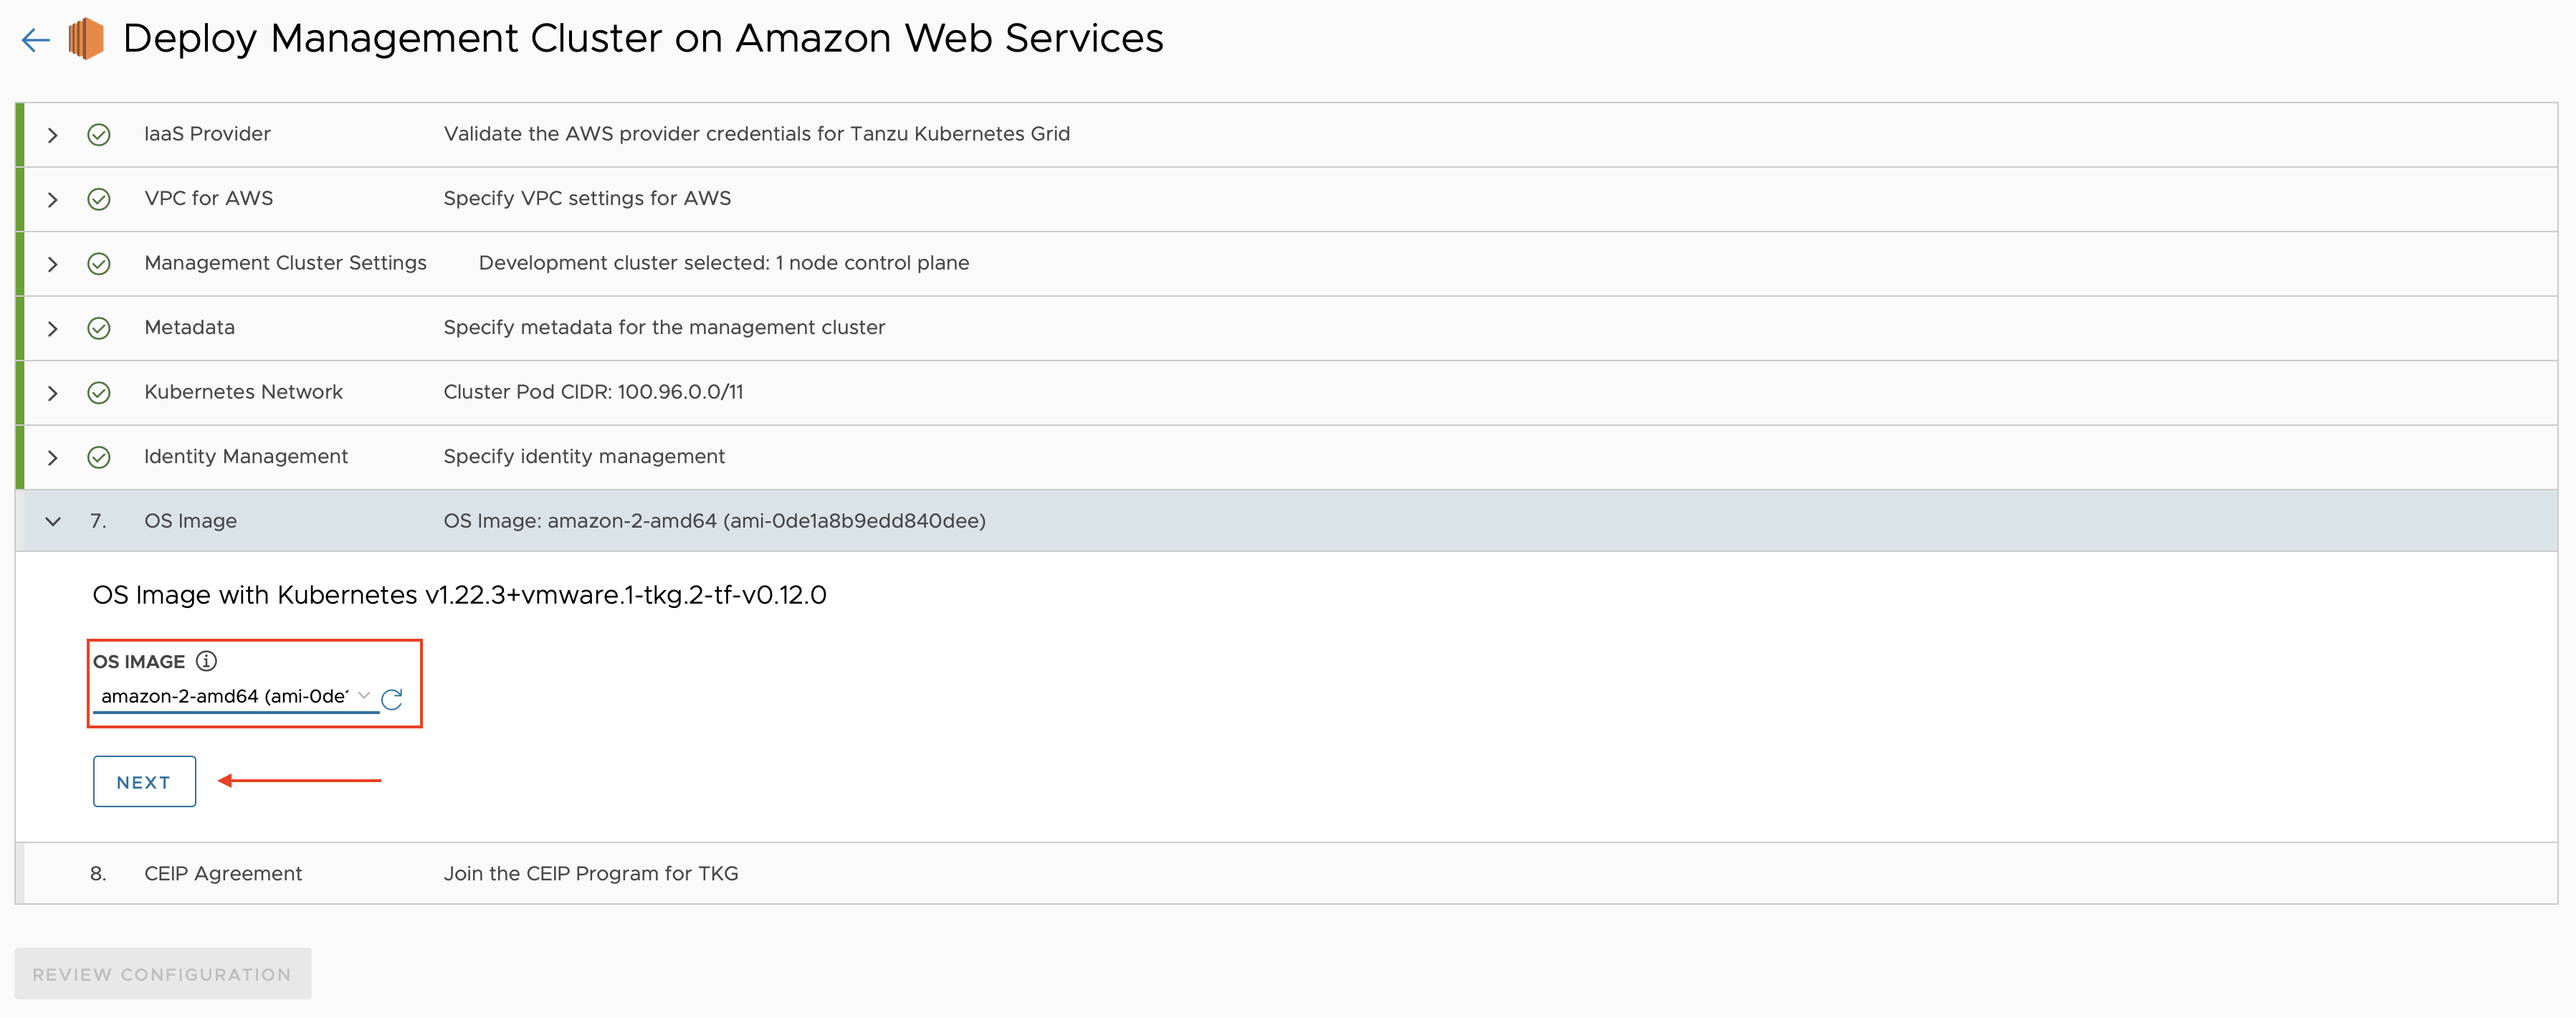 Deploy Management Cluster on Amazon Web Services
IaaS Provider Validate the AWS provider credentials for Tanzu Kubernetes Grid
VPC for AWS Specify VPC settings for AWS
Management Cluster Settings Development cluster selected: 1 node control plane
Metadata Specify metadata for the management cluster
Kubernetes Network Cluster Pod CIDR: 100.96.0.0/11
Identity Management Specify identity management
7. OS Image OS Image: amazon-2-amd64 (ami-0de1a8b9edd840dee)
OS Image with Kubernetes v1.22.3+vmware.1-tkg.2-tf-v0.12.0
OS IMAGE
amazon-2-amd64 (ami-0de1
NEXT
8. CEIP Agreement Join the CEIP Program for TKG
REVIEW CONFIGURATION